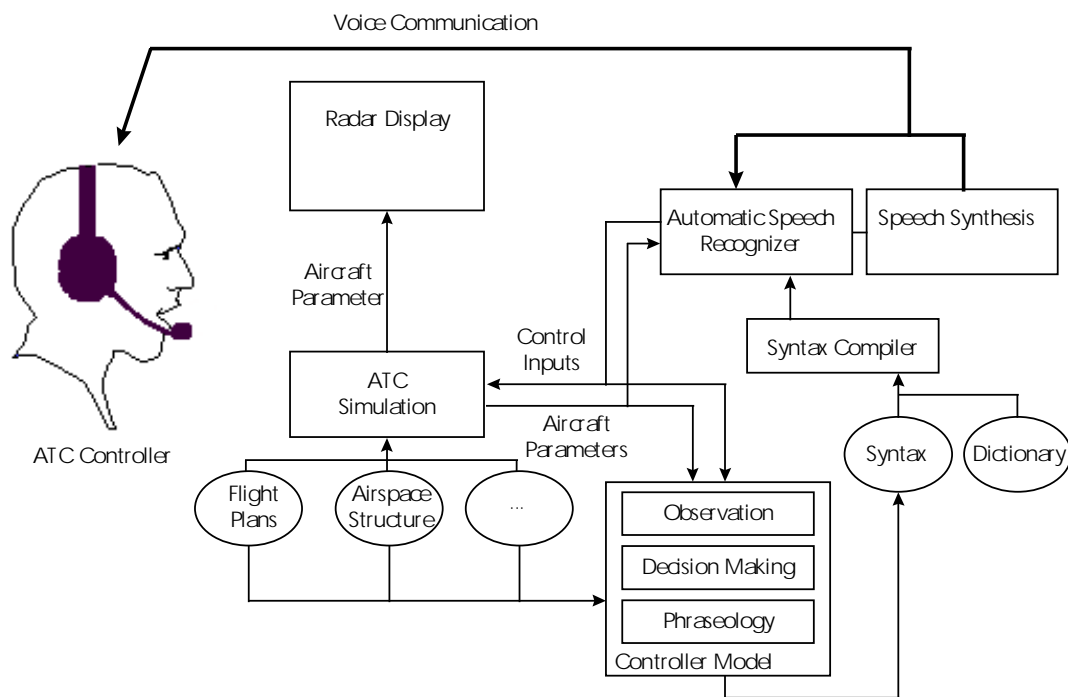 Voice Communication
Radar Display
Automatic Speech
Recognizer
Speech Synthesis
Aircraft
Parameter
Control
Inputs
Syntax Compiler
ATC
Simulation
Aircraft
Parameters
ATC Controller
Syntax
Dictionary
Flight
Plans
Airspace
Structure
...
Observation
Decision Making
Phraseology
Controller Model